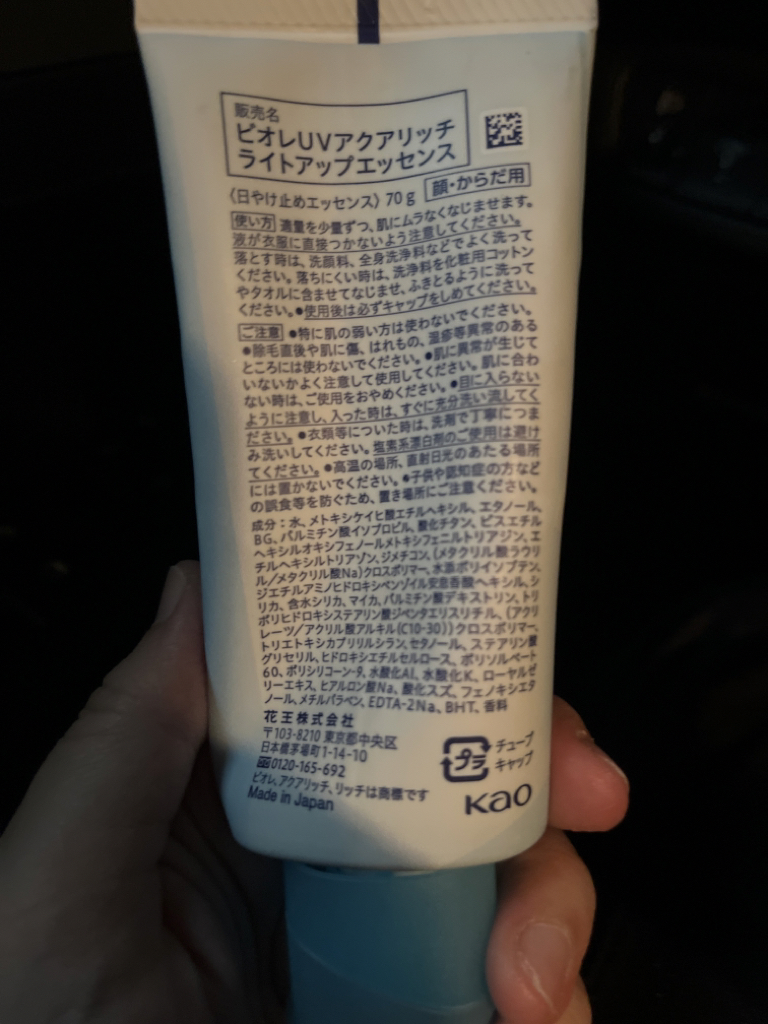 販売名
ビオレUVアクアリッチ
ライトアップエッセンス
〈日やけ止めエッセンス〉70g 顔・からだ用
使い方 適量を少量ずつ、肌にムラなくなじませます。
液が衣服に直接つかないよう注意してください。
落とす時は、洗顔料、全身洗浄料などでよく洗って
ください。落ちにくい時は、洗浄料を化粧用コットン
やタオルに含ませてなじませ、ふきとるように洗って
ください。●使用後は必ずキャップをしめてください。
ご注意 ●特に肌の弱い方は使わないでください。
●除毛直後や肌に傷、はれもの、湿疹等異常のある
ところには使わないでください。●肌に異常が生じて
いないかよく注意して使用してください。肌に合わ
ない時は、ご使用をおやめください。●目に入らない
ように注意し、入った時は、すぐに充分洗い流してく
ださい。●衣類等についた時は、洗剤で丁寧につま
み洗いしてください。塩素系漂白剤のご使用は避け
てください。●高温の場所、直射日光のあたる場所
には置かないでください。●子供や認知症の方など
の誤食等を防ぐため、置き場所にご注意ください。
成分：水、メトキシケイヒ酸エチルヘキシル、エタノール、
BG、パルミチン酸イソプロピル、酸化チタン、ビスエチル
ヘキシルオキシフェノールメトキシフェニルトリアジン、エ
チルヘキシルトリアゾン、ジメチコン、(メタクリル酸ラウリ
ル/メタクリル酸Na)クロスポリマー、水添ポリイソブテン、
ジエチルアミノヒドロキシベンゾイル安息香酸ヘキシル、シ
リカ、含水シリカ、マイカ、パルミチン酸デキストリン、トリ
ポリヒドロキシステアリン酸ジペンタエリスリチル、(アクリ
レーツ/アクリル酸アルキル(C10-30))クロスポリマー、
トリエトキシカプリリルシラン、セタノール、ステアリン酸
グリセリル、ヒドロキシエチルセルロース、ポリソルベート
60、ポリシリコーン-9、水酸化Al、水酸化K、ローヤルゼ
リーエキス、ヒアルロン酸Na、酸化スズ、フェノキシエタ
ノール、メチルパラベン、EDTA-2Na、BHT、香料
花王株式会社
〒103-8210 東京都中央区
日本橋茅場町1-14-10
0120-165-692
ビオレ、アクアリッチ、リッチは商標です
Made in Japan
プラ
チューブ
キャップ
Kao